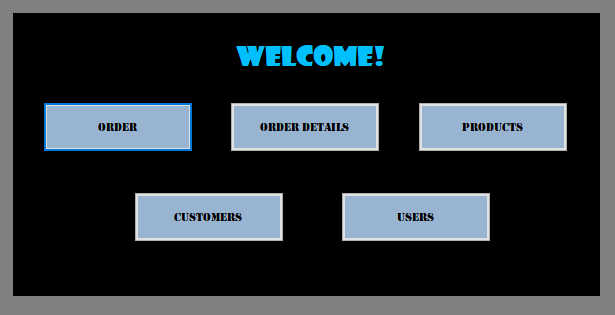 WELCOME!
ORDER
ORDER DETAILS
PRODUCTS
CUSTOMERS
USERS